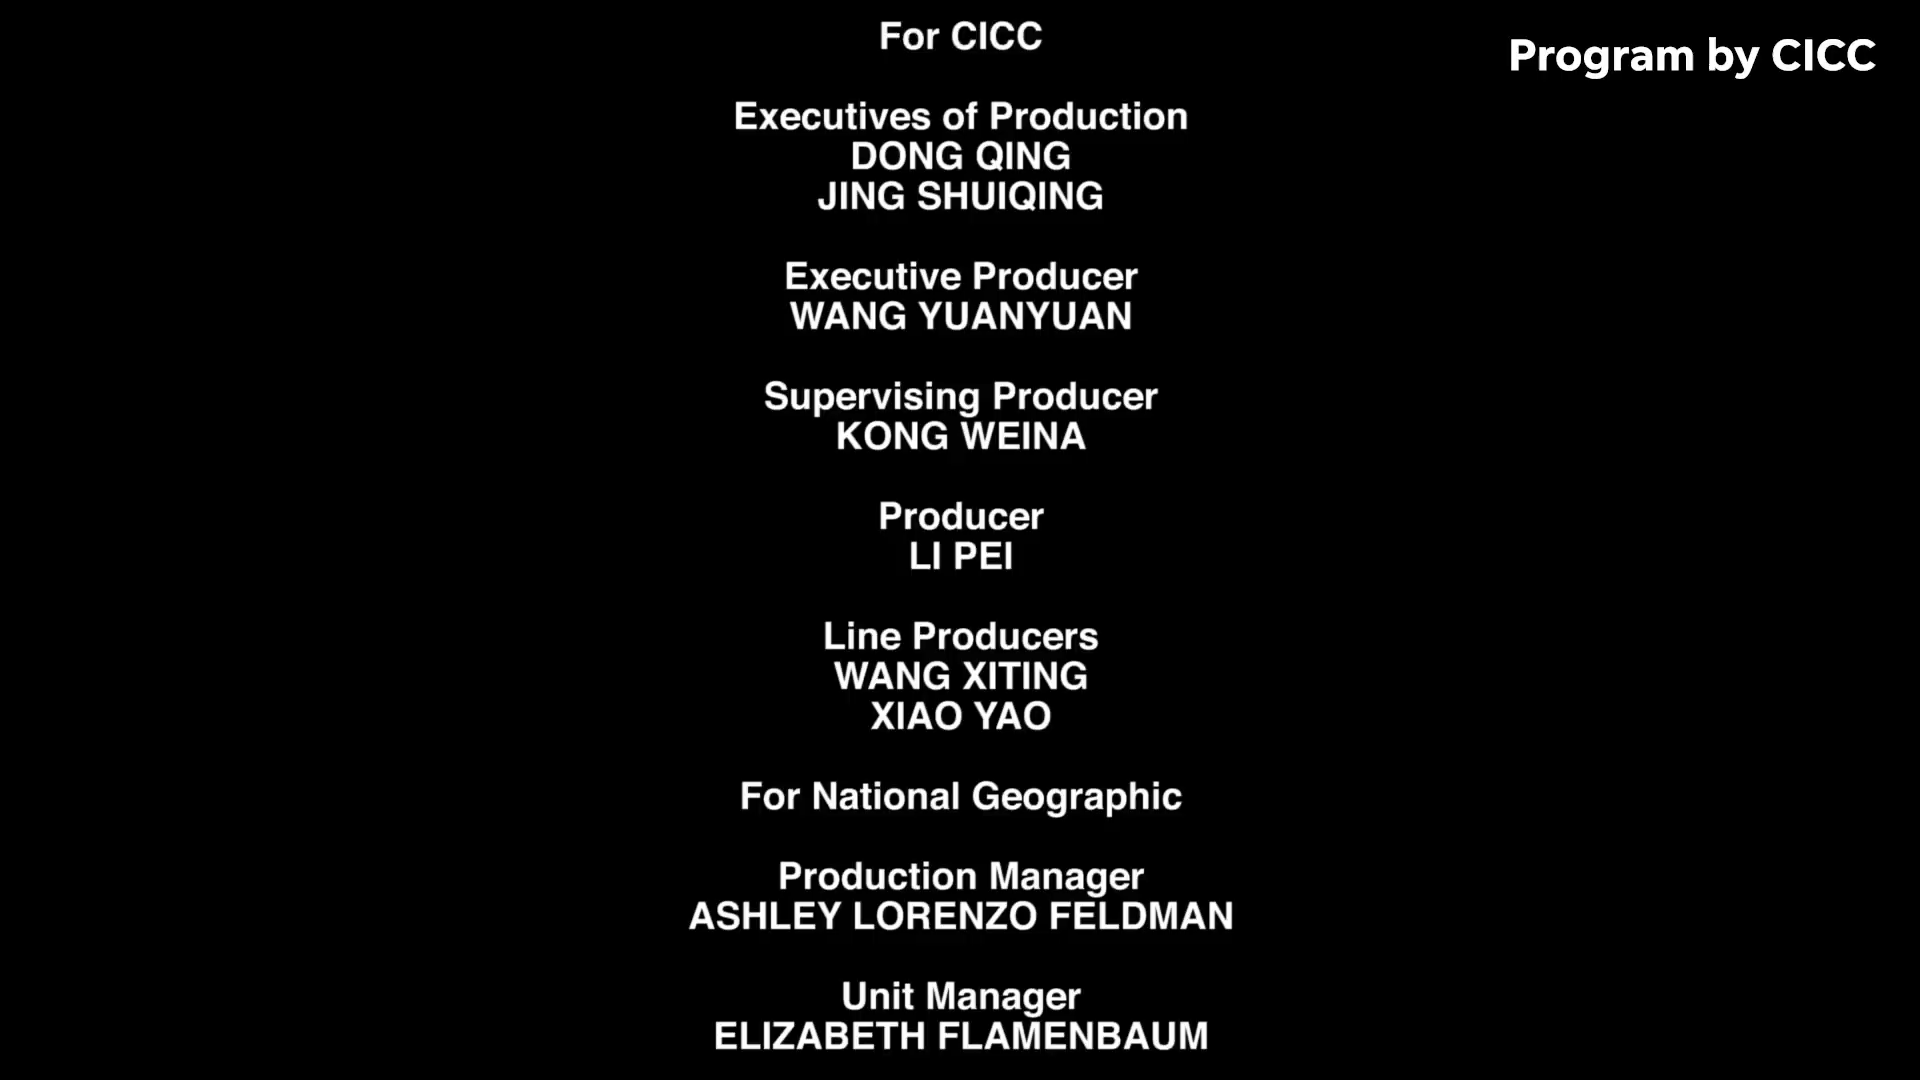 For CICC
Program by CICC
Executives of Production
DONG QING
JING SHUIQING
Executive Producer
WANG YUANYUAN
Supervising Producer
KONG WEINA
Producer
LI PEI
Line Producers
WANG XITING
XIAO YAO
For National Geographic
Production Manager
ASHLEY LORENZO FELDMAN
Unit Manager
ELIZABETH FLAMENBAUM